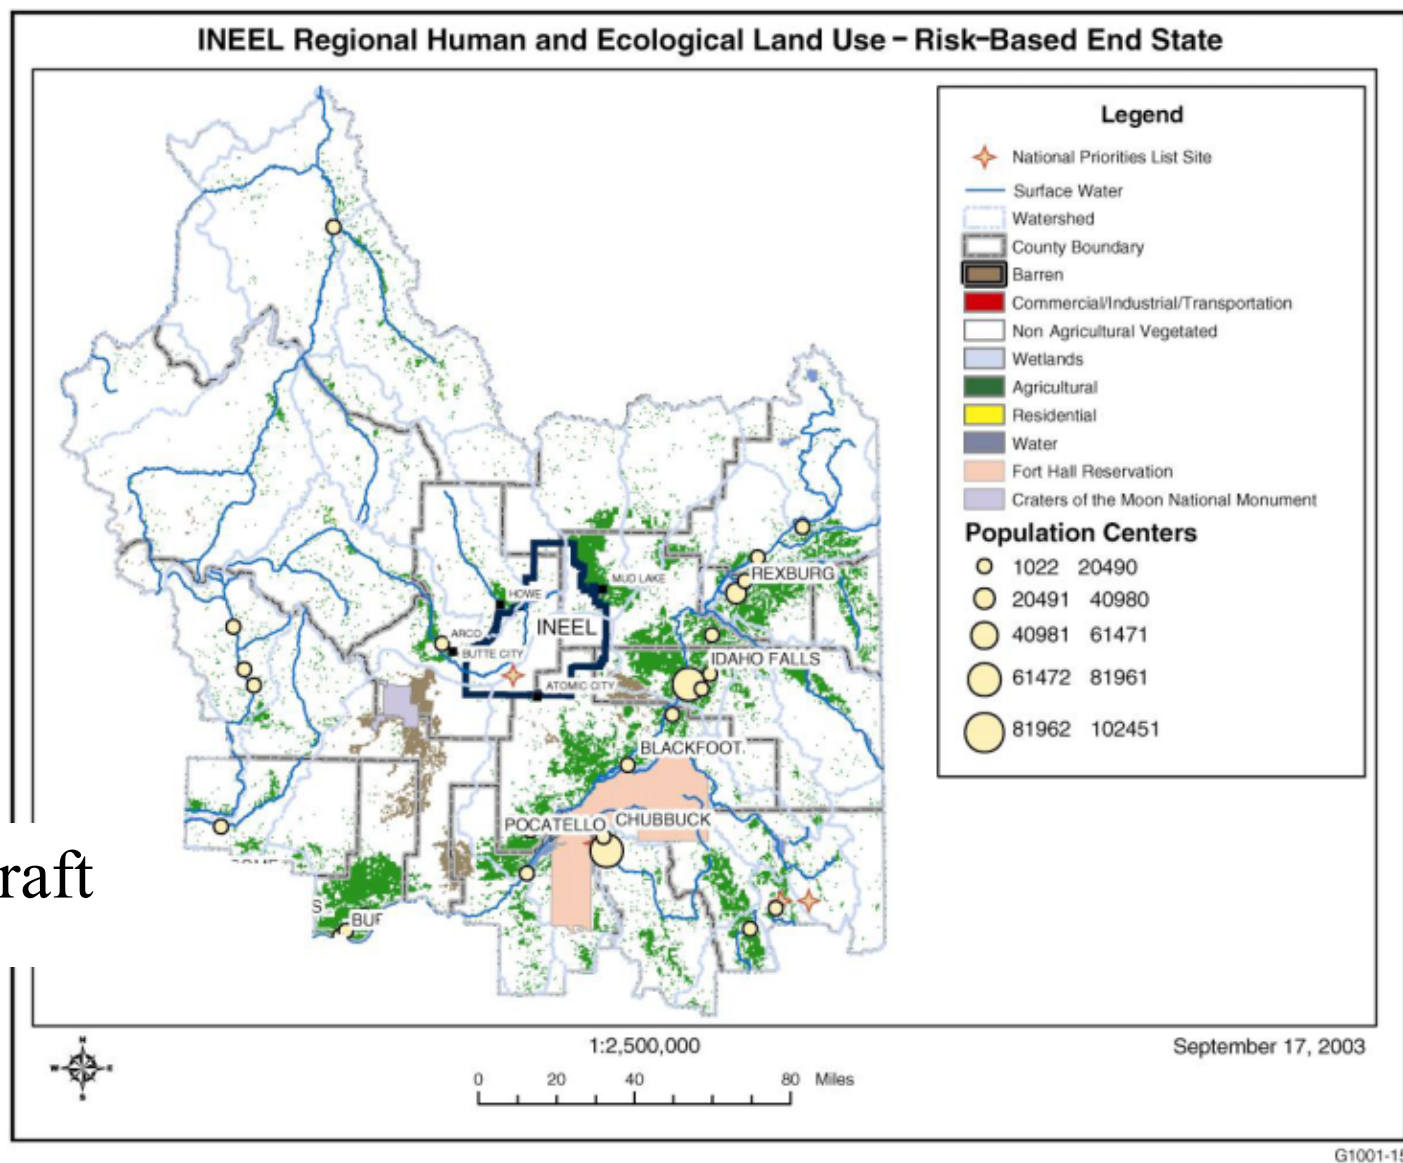 INEEL Regional Human and Ecological Land Use – Risk-Based End State
Legend
National Priorities List Site
Surface Water
Watershed
County Boundary
Barren
Commercial/Industrial/Transportation
Non Agricultural Vegetated
Wetlands
Agricultural
Residential
Water
Fort Hall Reservation
Craters of the Moon National Monument
Population Centers
1022 20490
20491 40980
40981 61471
61472 81961
81962 102451
REXBURG
MUD LAKE
HOWE
INEEL
ARCO
BUTTE CITY
IDAHO FALLS
ATOMIC CITY
BLACKFOOT
POCATELLO
CHUBBUCK
raft
S
BUF
N
W E
S
1:2,500,000
September 17, 2003
0 20 40 80 Miles
G1001-15